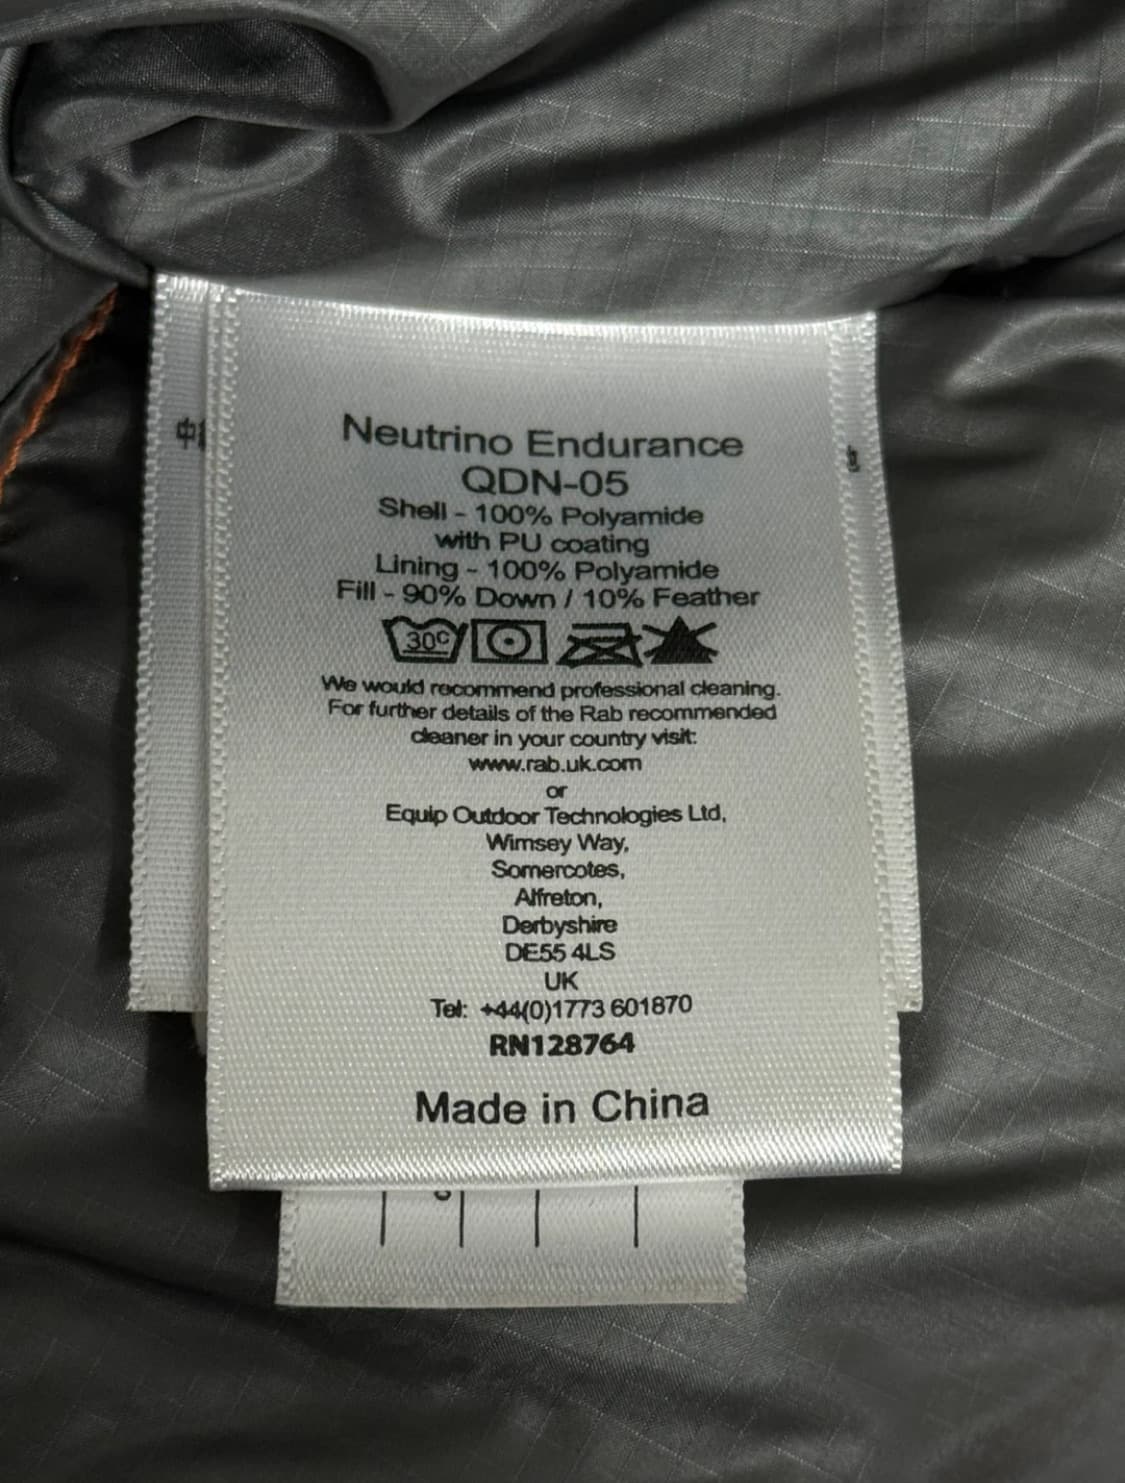 Neutrino Endurance
QDN-05
Shell - 100% Polyamide
with PU coating
Lining - 100% Polyamide
Fill - 90% Down / 10% Feather
30c
We would recommend professional cleaning.
For further details of the Rab recommended
cleaner in your country visit:
www.rab.uk.com
or
Equip Outdoor Technologies Ltd,
Wimsey Way,
Somercotes,
Alfreton,
Derbyshire
DE55 4LS
UK
Tel: +44(0)1773 601870
RN128764
Made in China